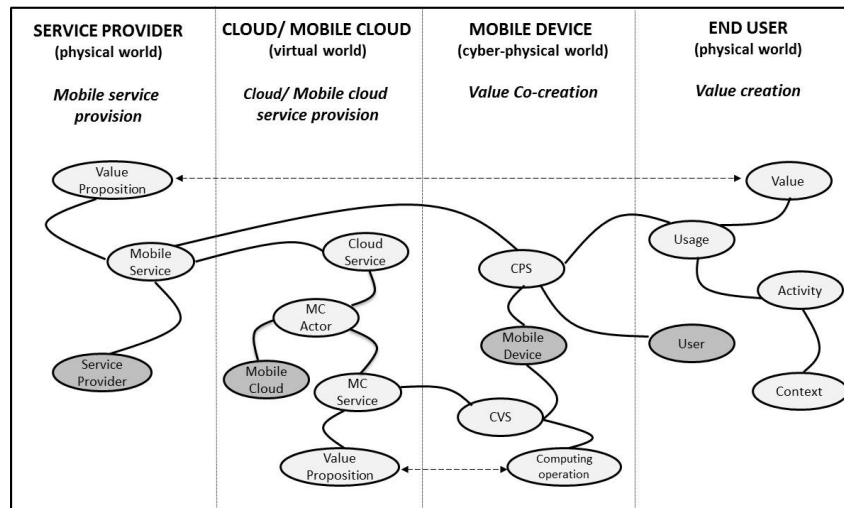 SERVICE PROVIDER
(physical world)
Mobile service
provision
CLOUD/ MOBILE CLOUD
(virtual world)
Cloud/ Mobile cloud
service provision
MOBILE DEVICE
(cyber-physical world)
Value Co-creation
END USER
(physical world)
Value creation
Value
Proposition
Mobile
Service
Service
Provider
Cloud
Service
MC
Actor
Mobile
Cloud
MC
Service
Value
Proposition
CPS
Mobile
Device
CVS
Computing
operation
Value
Usage
Activity
User
Context